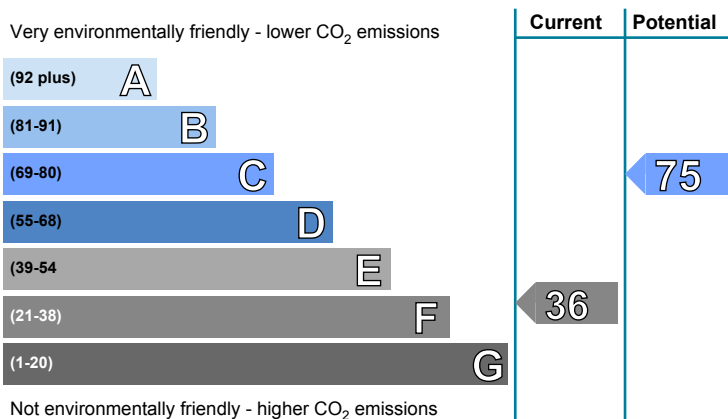 Current Potential
Very environmentally friendly - lower CO2 emissions
(92 plus) A
(81-91) B
(69-80) C 75
(55-68) D
(39-54 E
(21-38) F 36
(1-20) G
Not environmentally friendly - higher CO2 emissions